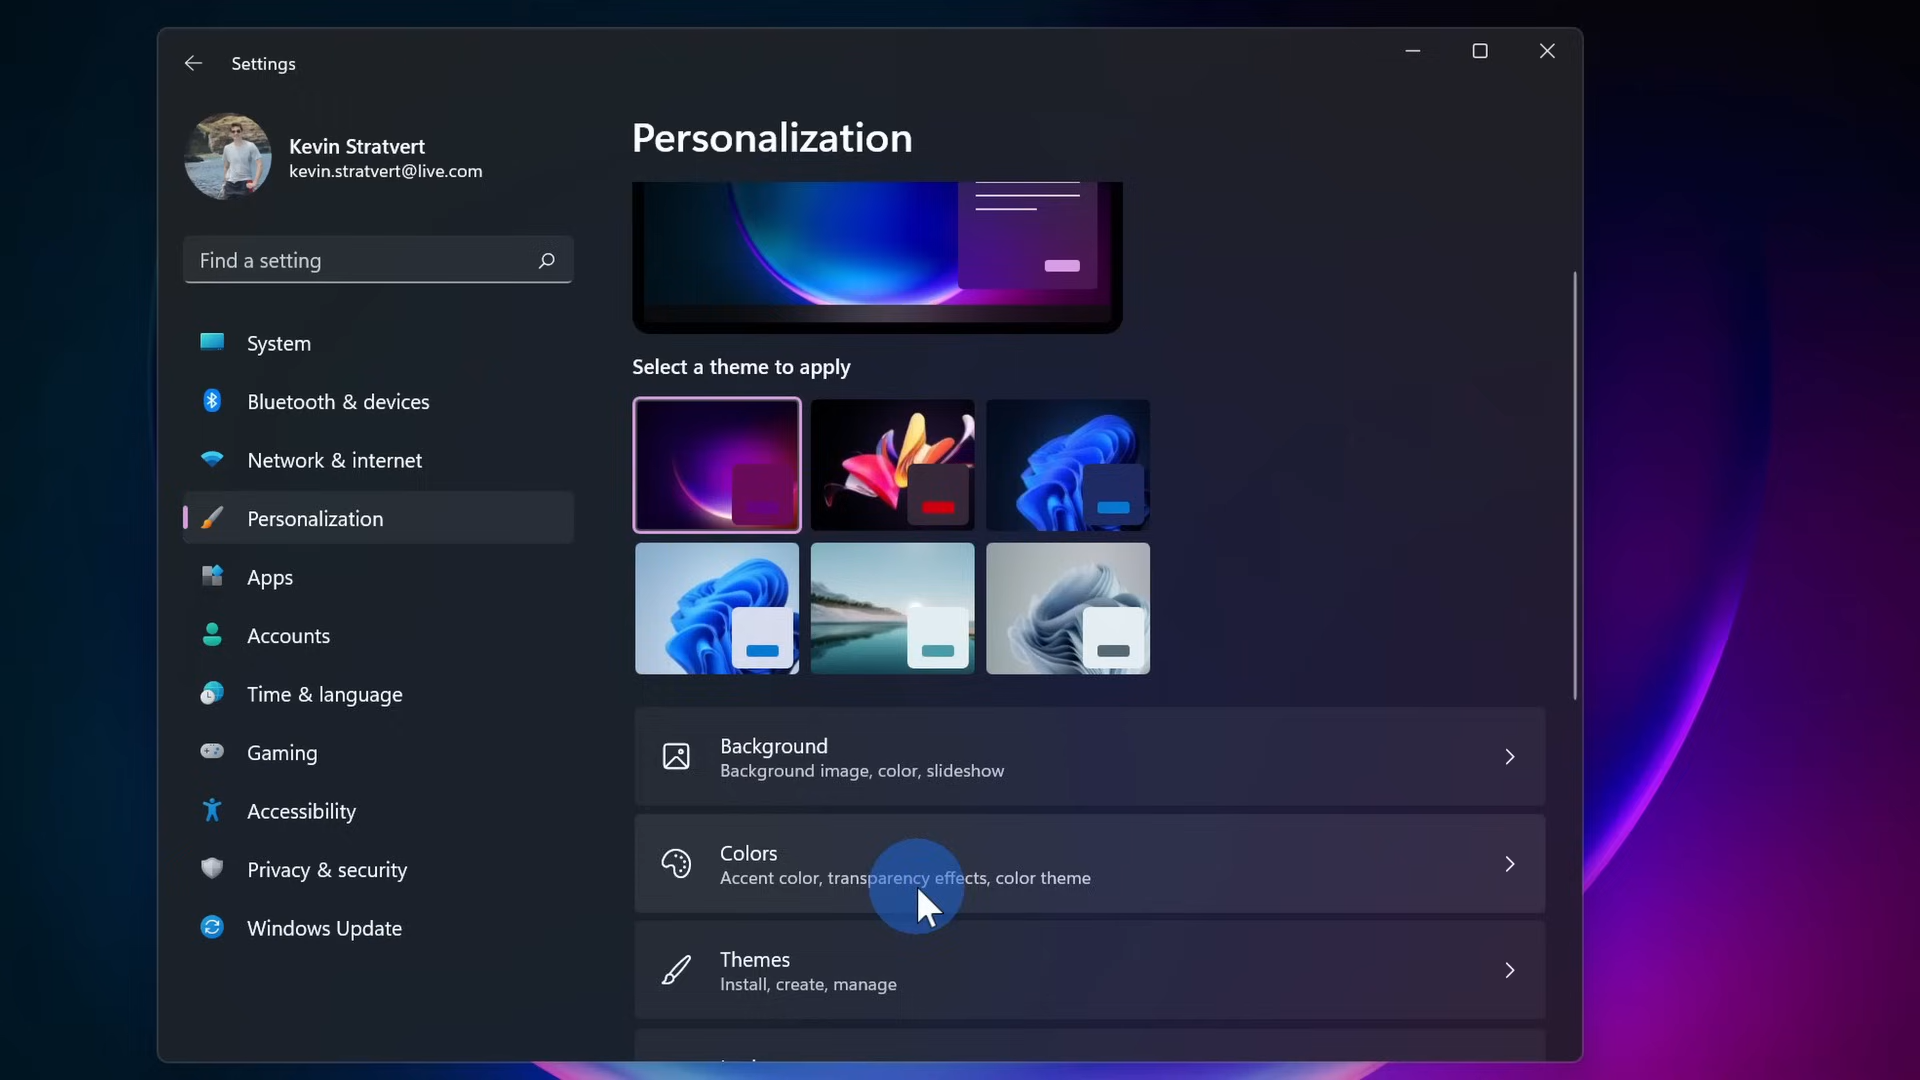 Settings
Kevin Stratvert
kevin.stratvert@live.com
Find a setting
System
Bluetooth & devices
Network & internet
Personalization
Apps
Accounts
Time & language
Gaming
Accessibility
Privacy & security
Windows Update
Personalization
Select a theme to apply
Background
Background image, color, slideshow
Colors
Accent color, transparency effects, color theme
Themes
Install, create, manage